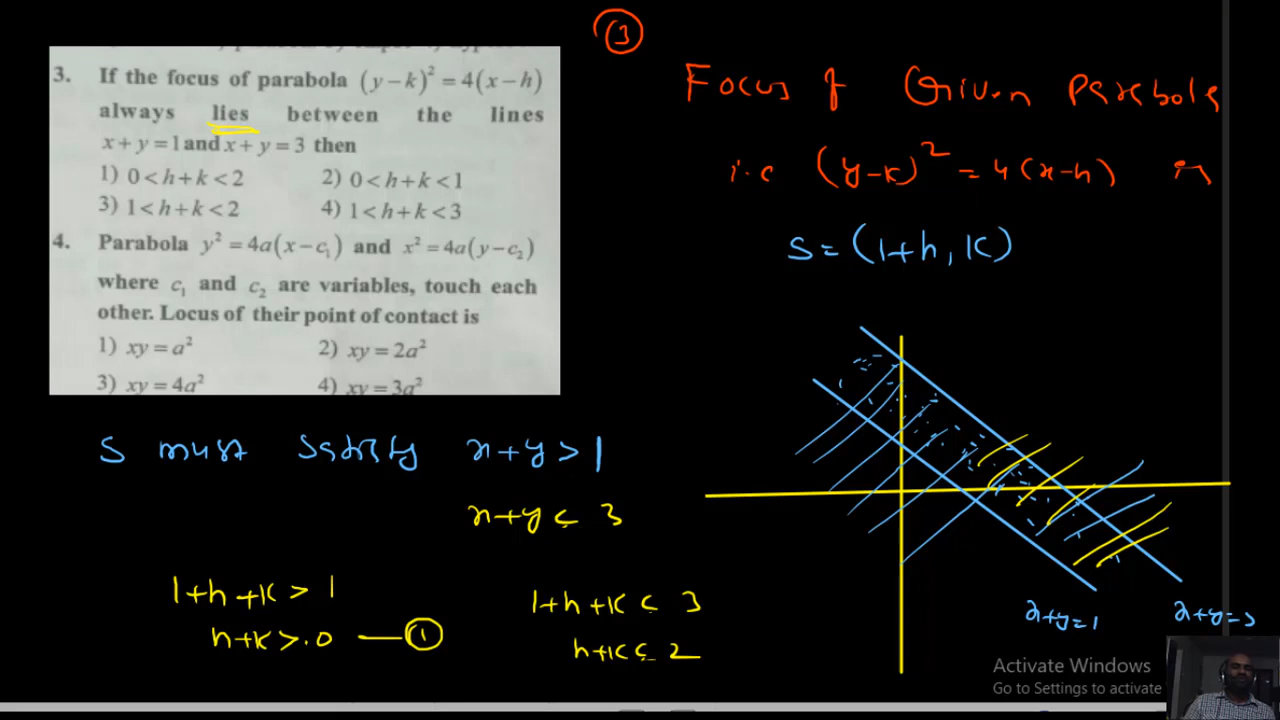 3. If the focus of parabola (y−k)² = 4(x−h)
always lies between the lines
x+y=1 and x+y=3 then
1) 0<h+k<2 2) 0<h+k<1
3) 1<h+k<2 4) 1<h+k<3
4. Parabola y² = 4a(x−c₁) and x² = 4a(y−c₂)
where c₁ and c₂ are variables, touch each
other. Locus of their point of contact is
1) xy = a² 2) xy = 2a²
3) xy = 4a² 4) xy = 3a²
3
Focus of Given Parabola
i.e (y−k)² = 4(x−h) is
S = (1+h, k)
S must satisfy x+y > 1
x+y < 3
1+h+k > 1
h+k > 0 — 1
1+h+k < 3
h+k < 2
x+y=1
x+y=3
Activate Windows
Go to Settings to activate